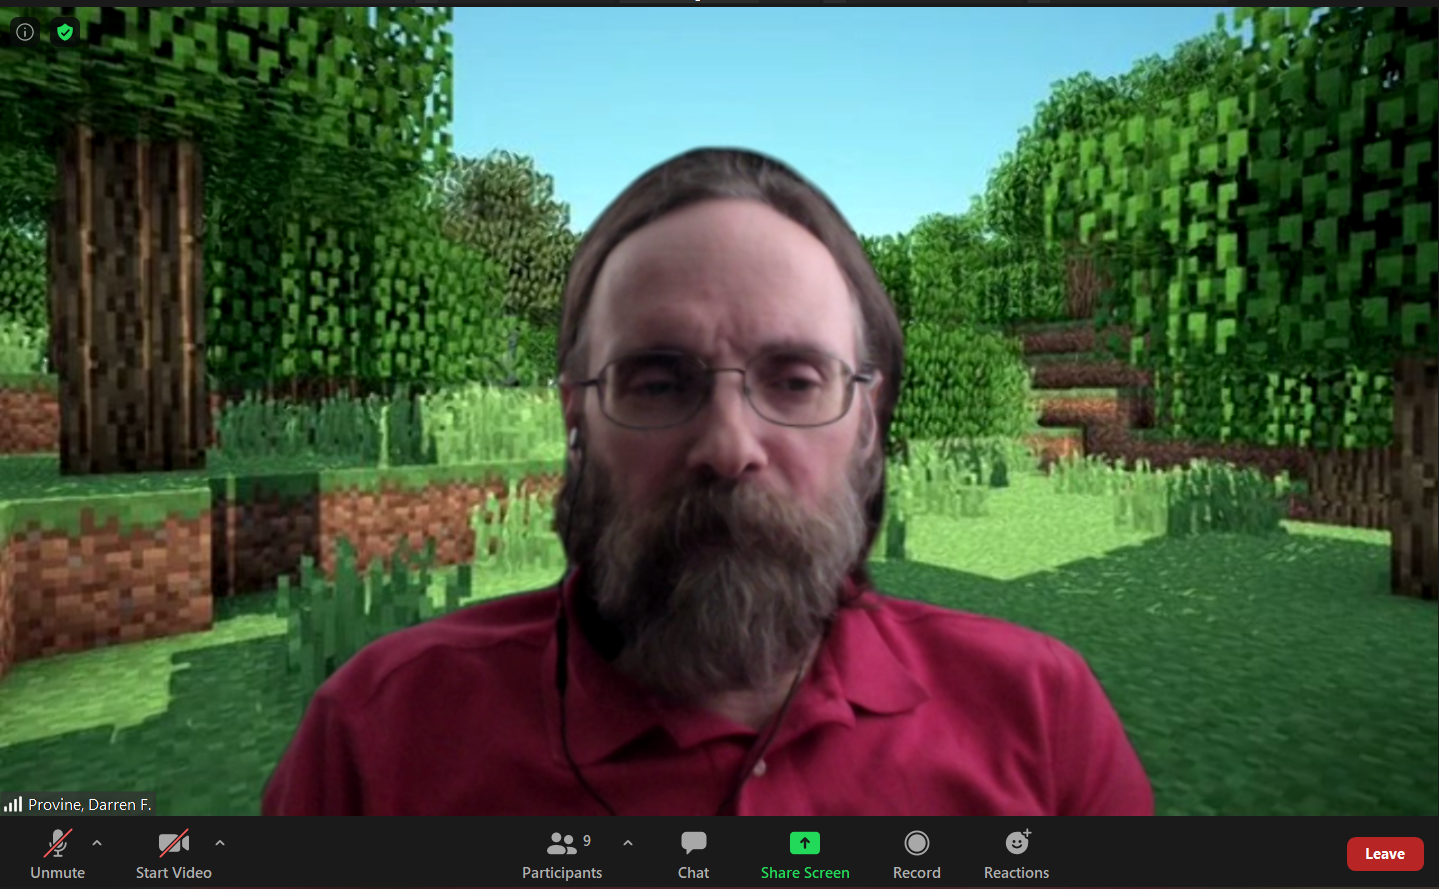 Provine, Darren F.
Unmute
Start Video
9
Participants
Chat
Share Screen
Record
Reactions
Leave